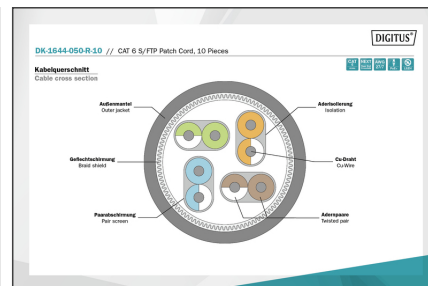 DIGITUS®
DK-1644-050-R-10 // CAT 6 S/FTP Patch Cord, 10 Pieces
Kabelquerschnitt
Cable cross section
Außenmantel
Outer jacket
Aderisolierung
Isolation
Geflechtschirmung
Braid shield
Cu-Draht
Cu-Wire
Paarabschirmung
Pair screen
Aderspaare
Twisted pair